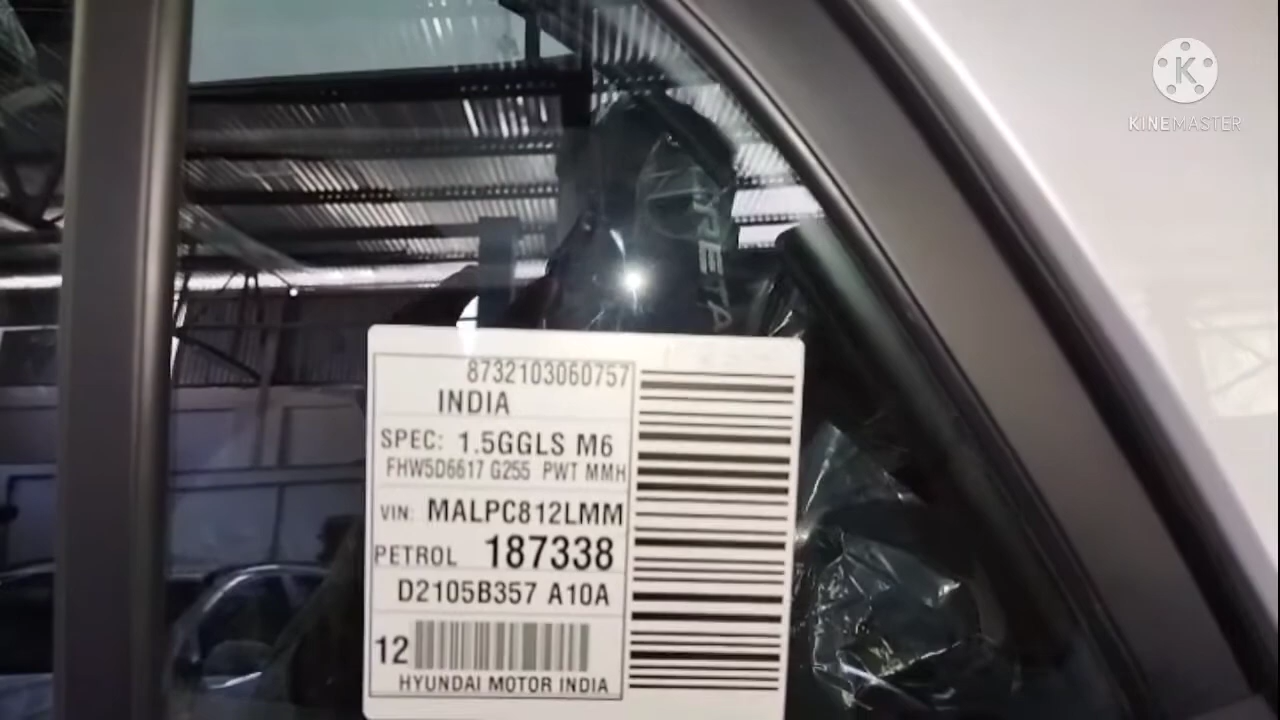 K
KINEMASTER
CRETA
8732103060757
INDIA
SPEC: 1.5GGLS M6
FHW5D6617 G255 PWT MMH
VIN: MALPC812LMM
PETROL 187338
D2105B357 A10A
12
HYUNDAI MOTOR INDIA